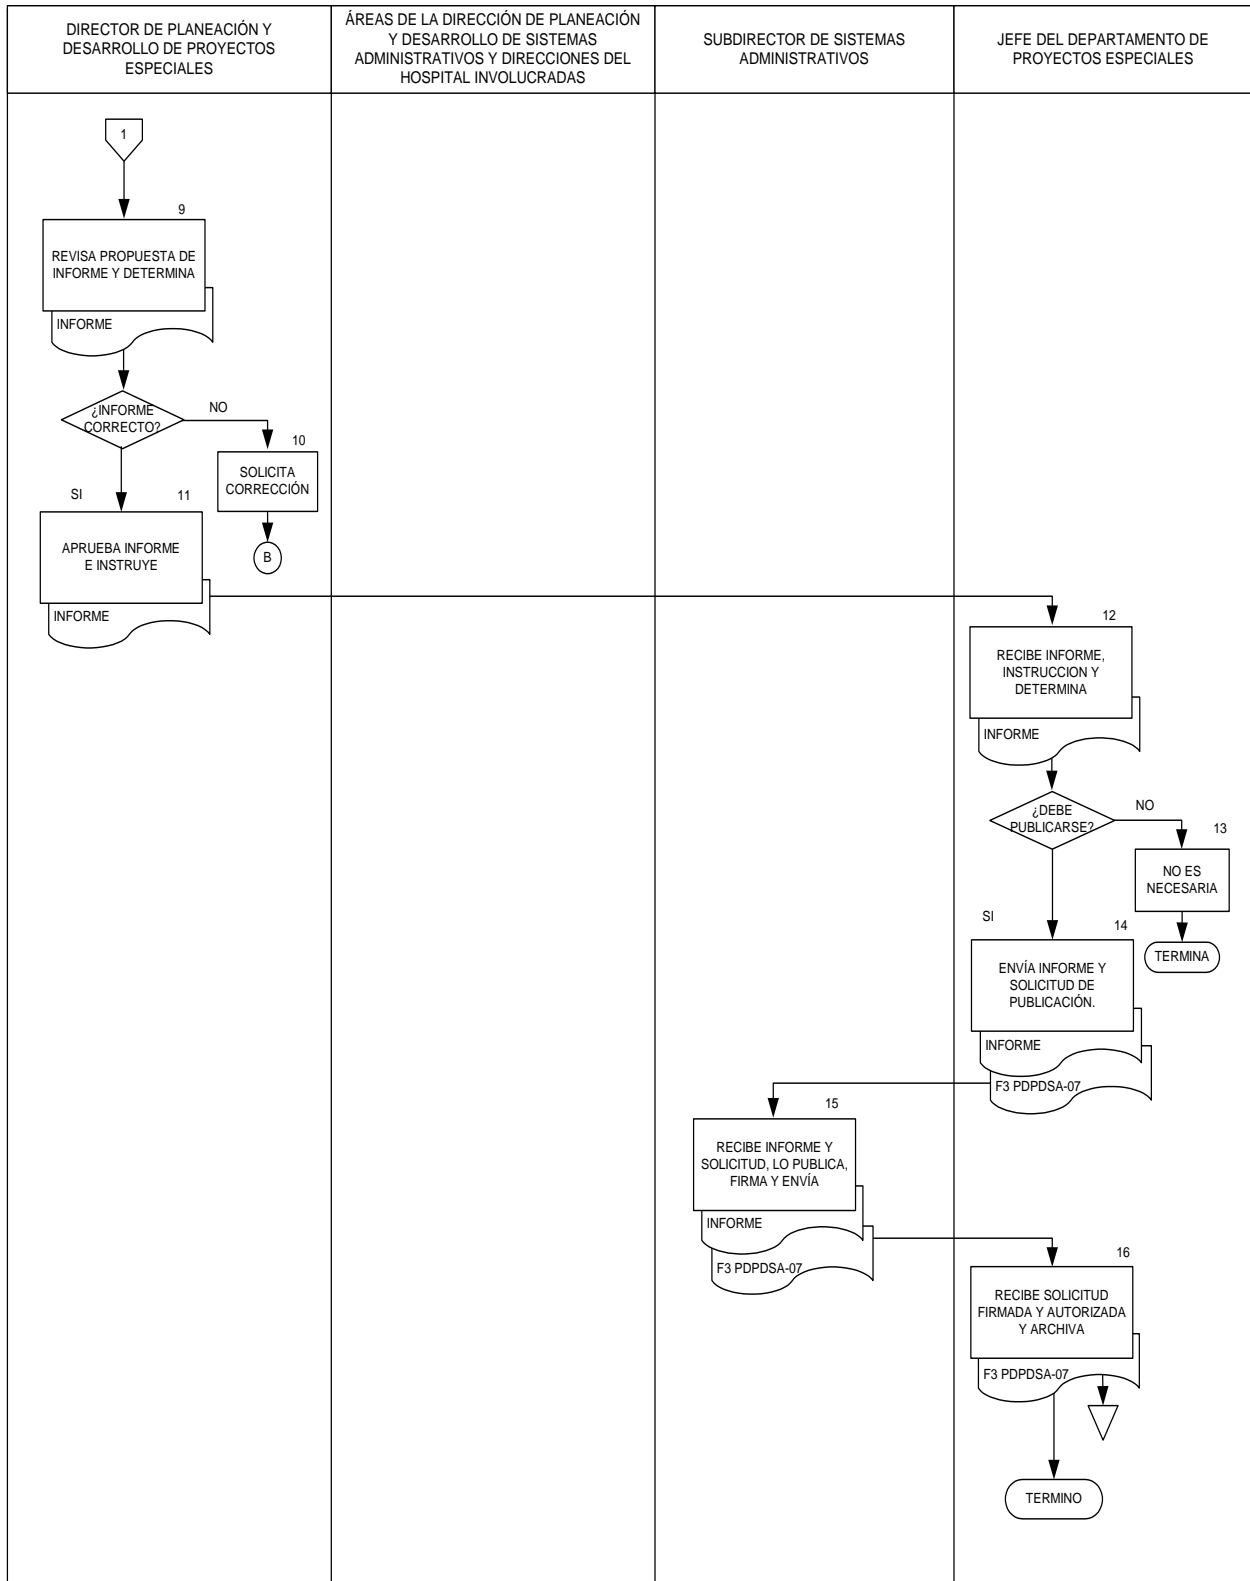 DIRECTOR DE PLANEACIÓN Y
DESARROLLO DE PROYECTOS
ESPECIALES
ÁREAS DE LA DIRECCIÓN DE PLANEACIÓN
Y DESARROLLO DE SISTEMAS
ADMINISTRATIVOS Y DIRECCIONES DEL
HOSPITAL INVOLUCRADAS
SUBDIRECTOR DE SISTEMAS
ADMINISTRATIVOS
JEFE DEL DEPARTAMENTO DE
PROYECTOS ESPECIALES
1
9
REVISA PROPUESTA DE
INFORME Y DETERMINA
INFORME
¿INFORME
CORRECTO?
NO
10
SOLICITA
CORRECCIÓN
B
SI
11
APRUEBA INFORME
E INSTRUYE
INFORME
12
RECIBE INFORME,
INSTRUCCION Y
DETERMINA
INFORME
¿DEBE
PUBLICARSE?
NO
13
NO ES
NECESARIA
TERMINA
SI
14
ENVÍA INFORME Y
SOLICITUD DE
PUBLICACIÓN.
INFORME
F3 PDPDSA-07
15
RECIBE INFORME Y
SOLICITUD, LO PUBLICA,
FIRMA Y ENVÍA
INFORME
F3 PDPDSA-07
16
RECIBE SOLICITUD
FIRMADA Y AUTORIZADA
Y ARCHIVA
F3 PDPDSA-07
TERMINO